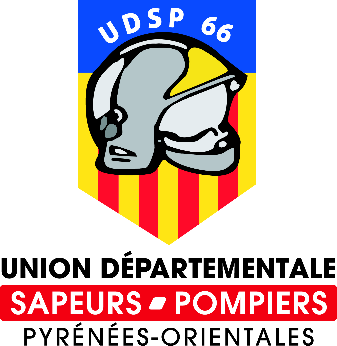 UDSP 66
UNION DÉPARTEMENTALE
SAPEURS - POMPIERS
PYRÉNÉES-ORIENTALES